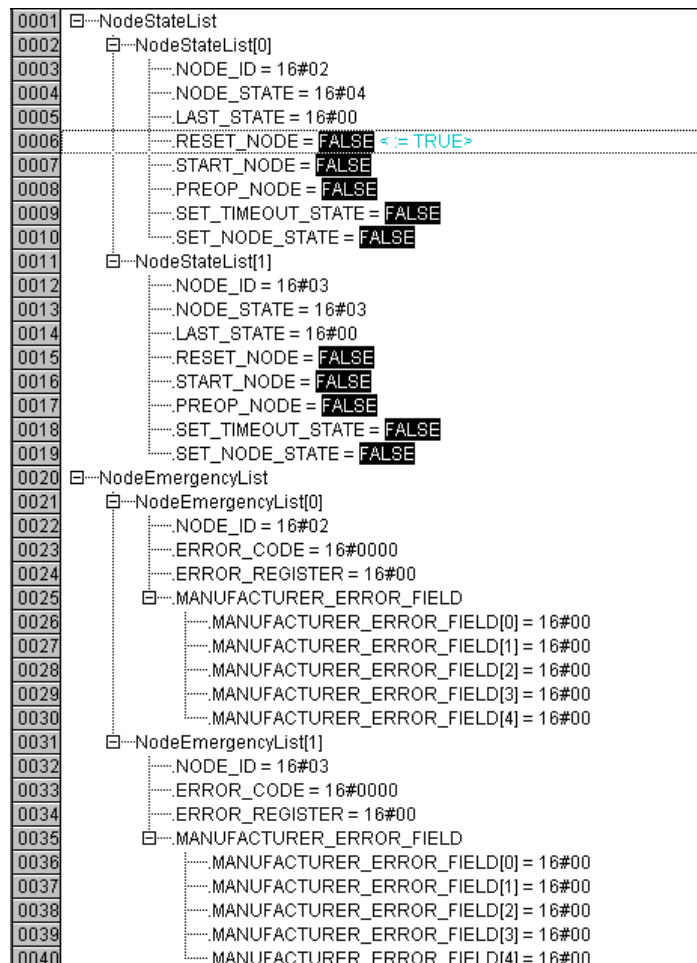 0001 NodeStateList
0002 NodeStateList[0]
0003 .NODE_ID = 16#02
0004 .NODE_STATE = 16#04
0005 .LAST_STATE = 16#00
0006 .RESET_NODE = FALSE < := TRUE>
0007 .START_NODE = FALSE
0008 .PREOP_NODE = FALSE
0009 .SET_TIMEOUT_STATE = FALSE
0010 .SET_NODE_STATE = FALSE
0011 NodeStateList[1]
0012 .NODE_ID = 16#03
0013 .NODE_STATE = 16#03
0014 .LAST_STATE = 16#00
0015 .RESET_NODE = FALSE
0016 .START_NODE = FALSE
0017 .PREOP_NODE = FALSE
0018 .SET_TIMEOUT_STATE = FALSE
0019 .SET_NODE_STATE = FALSE
0020 NodeEmergencyList
0021 NodeEmergencyList[0]
0022 .NODE_ID = 16#02
0023 .ERROR_CODE = 16#0000
0024 .ERROR_REGISTER = 16#00
0025 .MANUFACTURER_ERROR_FIELD
0026 .MANUFACTURER_ERROR_FIELD[0] = 16#00
0027 .MANUFACTURER_ERROR_FIELD[1] = 16#00
0028 .MANUFACTURER_ERROR_FIELD[2] = 16#00
0029 .MANUFACTURER_ERROR_FIELD[3] = 16#00
0030 .MANUFACTURER_ERROR_FIELD[4] = 16#00
0031 NodeEmergencyList[1]
0032 .NODE_ID = 16#03
0033 .ERROR_CODE = 16#0000
0034 .ERROR_REGISTER = 16#00
0035 .MANUFACTURER_ERROR_FIELD
0036 .MANUFACTURER_ERROR_FIELD[0] = 16#00
0037 .MANUFACTURER_ERROR_FIELD[1] = 16#00
0038 .MANUFACTURER_ERROR_FIELD[2] = 16#00
0039 .MANUFACTURER_ERROR_FIELD[3] = 16#00
0040 .MANUFACTURER_ERROR_FIELD[4] = 16#00